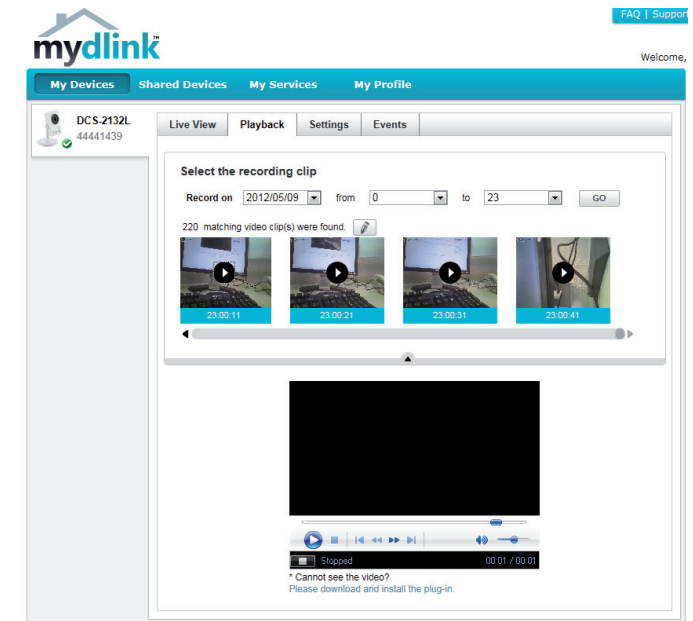 FAQ | Support
mydlink™
Welcome,
My Devices Shared Devices My Services My Profile
DCS-2132L
44441439
Live View Playback Settings Events
Select the recording clip
Record on 2012/05/09 from 0 to 23 GO
220 matching video clip(s) were found.
23:00:11 23:00:21 23:00:31 23:00:41
Stopped 00:01 / 00:01
* Cannot see the video?
Please download and install the plug-in.